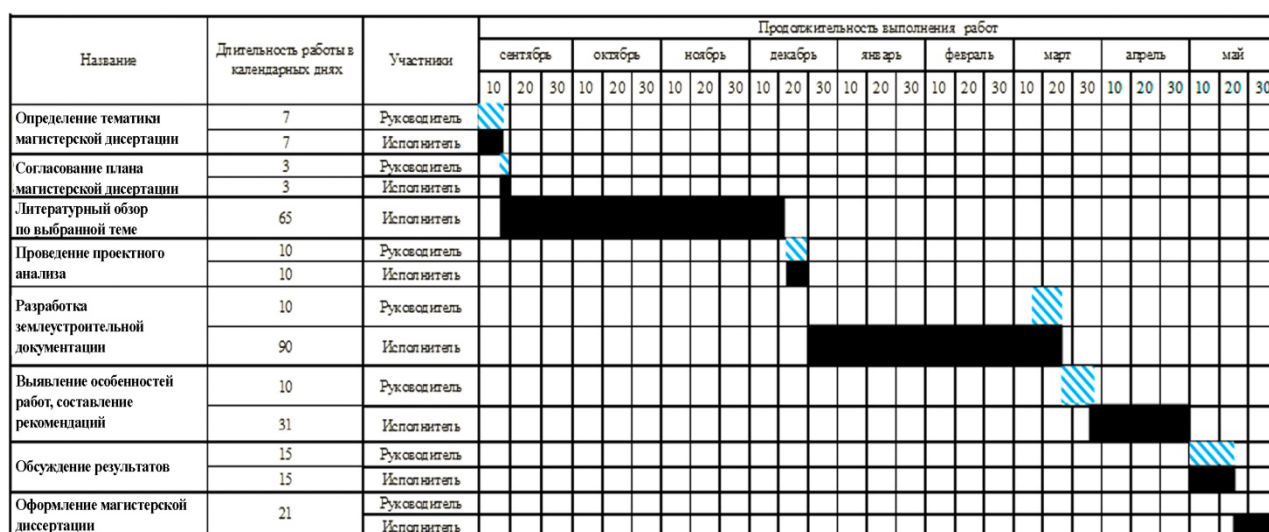 Продолжительность выполнения работ
Название
Длительность работы в
календарных днях
Участники
сентябрь октябрь ноябрь декабрь январь февраль март апрель май
10 20 30 10 20 30 10 20 30 10 20 30 10 20 30 10 20 30 10 20 30 10 20 30 10 20 30
Определение тематики
магистерской дисертации
7 Руководитель
7 Исполнитель
Согласование плана
магистерской дисертации
3 Руководитель
3 Исполнитель
Литературный обзор
по выбранной теме
65 Исполнитель
Проведение проектного
анализа
10 Руководитель
10 Исполнитель
Разработка
землеустроительной
документации
10 Руководитель
90 Исполнитель
Выявление особенностей
работ, составление
рекомендаций
10 Руководитель
31 Исполнитель
Обсуждение результатов
15 Руководитель
15 Исполнитель
Оформление магистерской
диссертации
21
Руководитель
Исполнитель